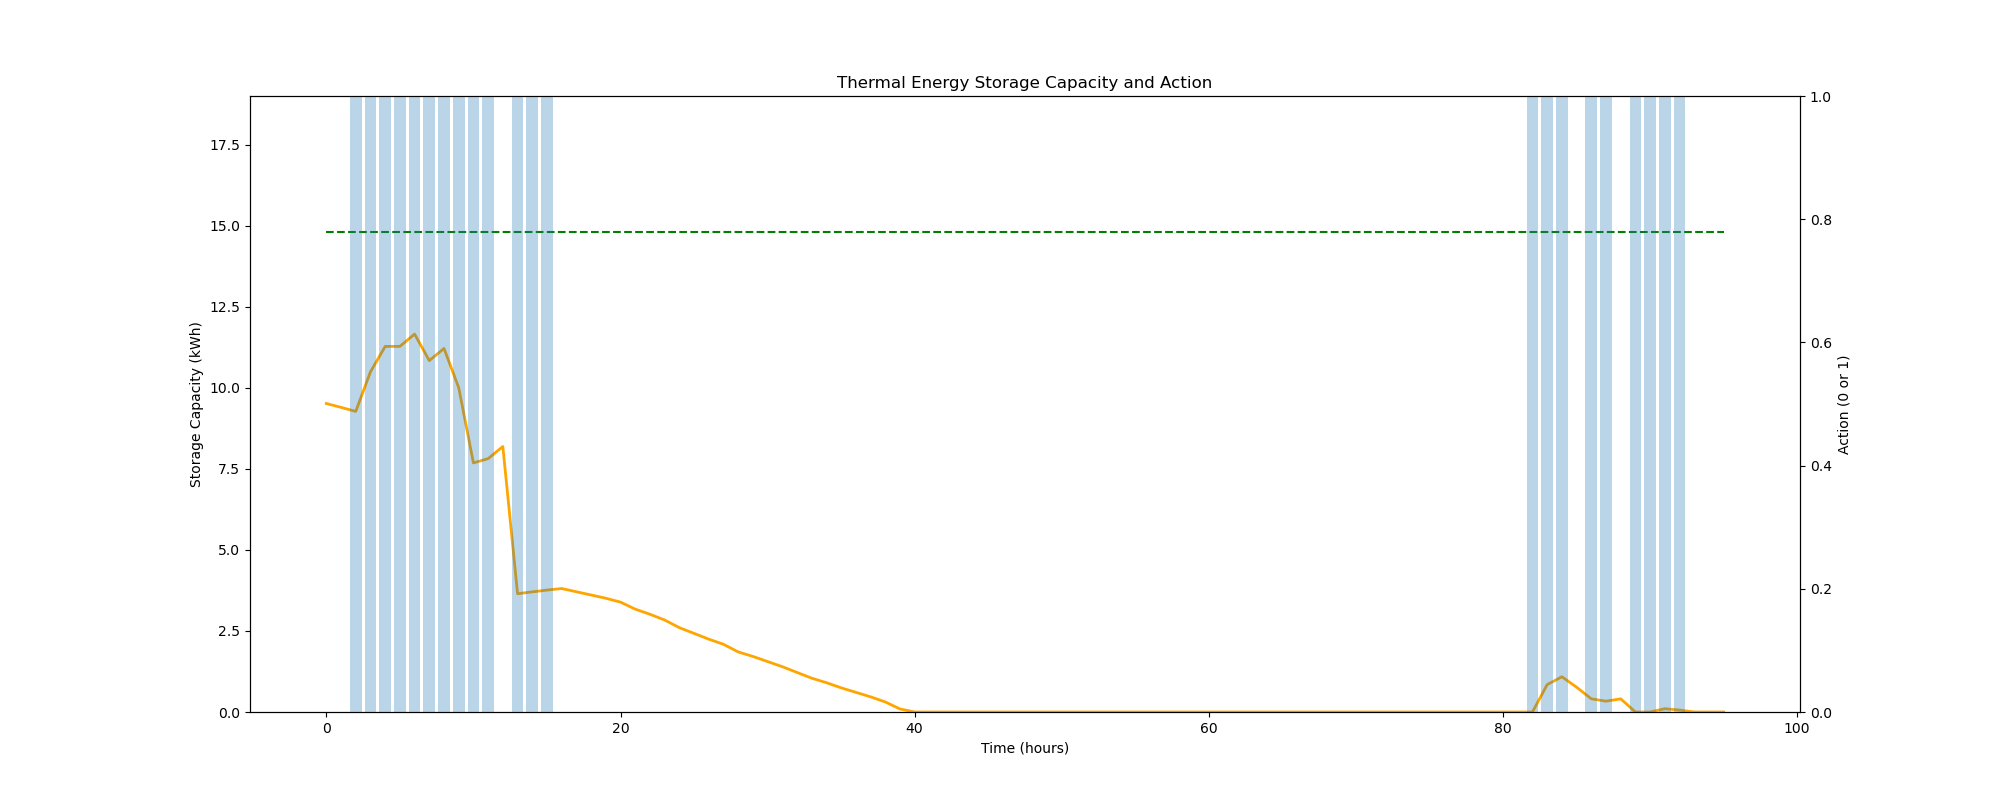 Thermal Energy Storage Capacity and Action
17.5
15.0
12.5
10.0
7.5
5.0
2.5
0.0
Storage Capacity (kWh)
1.0
0.8
0.6
0.4
0.2
0.0
Action (0 or 1)
0 20 40 60 80 100
Time (hours)